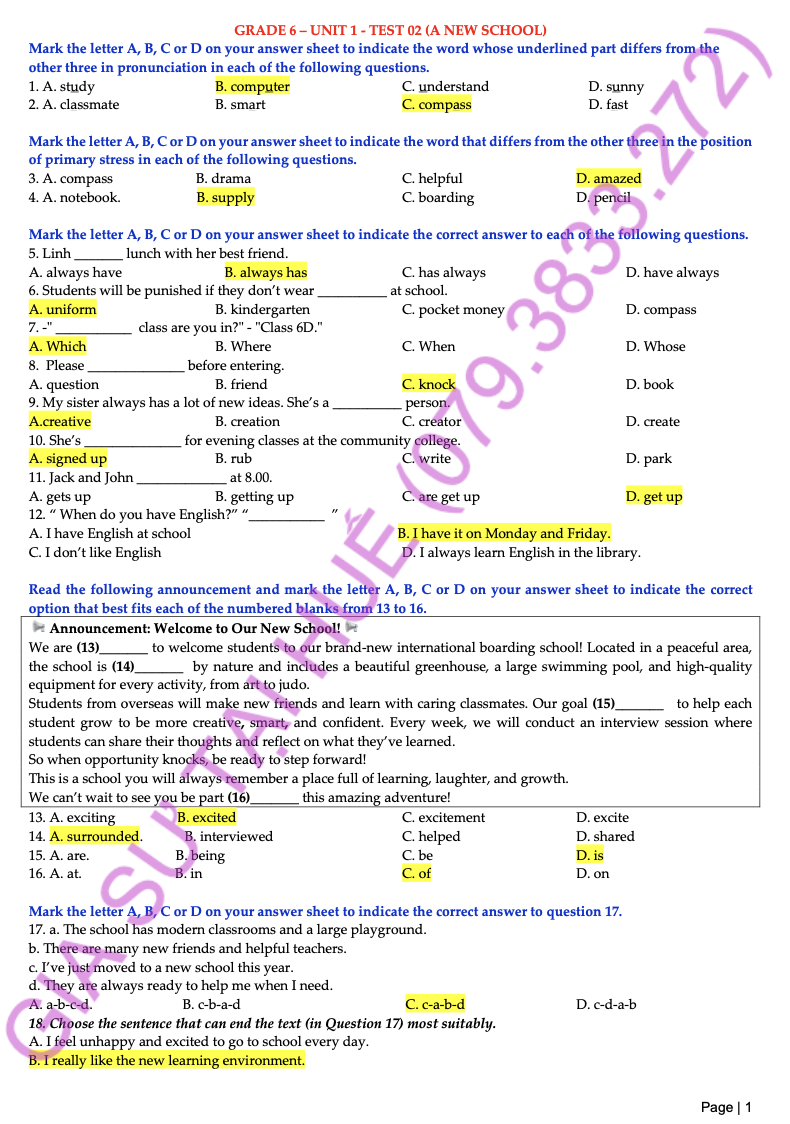 GRADE 6 – UNIT 1 - TEST 02 (A NEW SCHOOL)
Mark the letter A, B, C or D on your answer sheet to indicate the word whose underlined part differs from the
other three in pronunciation in each of the following questions.
1. A. study B. computer C. understand D. sunny
2. A. classmate B. smart C. compass D. fast
Mark the letter A, B, C or D on your answer sheet to indicate the word that differs from the other three in the position
of primary stress in each of the following questions.
3. A. compass B. drama C. helpful D. amazed
4. A. notebook. B. supply C. boarding D. pencil
Mark the letter A, B, C or D on your answer sheet to indicate the correct answer to each of the following questions.
5. Linh _______ lunch with her best friend.
A. always have B. always has C. has always D. have always
6. Students will be punished if they don’t wear __________ at school.
A. uniform B. kindergarten C. pocket money D. compass
7. -" ___________ class are you in?" - "Class 6D."
A. Which B. Where C. When D. Whose
8. Please ______________ before entering.
A. question B. friend C. knock D. book
9. My sister always has a lot of new ideas. She’s a __________ person.
A.creative B. creation C. creator D. create
10. She’s ______________ for evening classes at the community college.
A. signed up B. rub C. write D. park
11. Jack and John _____________ at 8.00.
A. gets up B. getting up C. are get up D. get up
12. “ When do you have English?” “___________ ”
A. I have English at school B. I have it on Monday and Friday.
C. I don’t like English D. I always learn English in the library.
Read the following announcement and mark the letter A, B, C or D on your answer sheet to indicate the correct
option that best fits each of the numbered blanks from 13 to 16.
Announcement: Welcome to Our New School!
We are (13)_______ to welcome students to our brand-new international boarding school! Located in a peaceful area,
the school is (14)_______ by nature and includes a beautiful greenhouse, a large swimming pool, and high-quality
equipment for every activity, from art to judo.
Students from overseas will make new friends and learn with caring classmates. Our goal (15)_______ to help each
student grow to be more creative, smart, and confident. Every week, we will conduct an interview session where
students can share their thoughts and reflect on what they’ve learned.
So when opportunity knocks, be ready to step forward!
This is a school you will always remember a place full of learning, laughter, and growth.
We can’t wait to see you be part (16)_______ this amazing adventure!
13. A. exciting B. excited C. excitement D. excite
14. A. surrounded. B. interviewed C. helped D. shared
15. A. are. B. being C. be D. is
16. A. at. B. in C. of D. on
Mark the letter A, B, C or D on your answer sheet to indicate the correct answer to question 17.
17. a. The school has modern classrooms and a large playground.
b. There are many new friends and helpful teachers.
c. I’ve just moved to a new school this year.
d. They are always ready to help me when I need.
A. a-b-c-d. B. c-b-a-d C. c-a-b-d D. c-d-a-b
18. Choose the sentence that can end the text (in Question 17) most suitably.
A. I feel unhappy and excited to go to school every day.
B. I really like the new learning environment.
Page | 1
GIA SƯ TẠI HUẾ (079.3833.272)